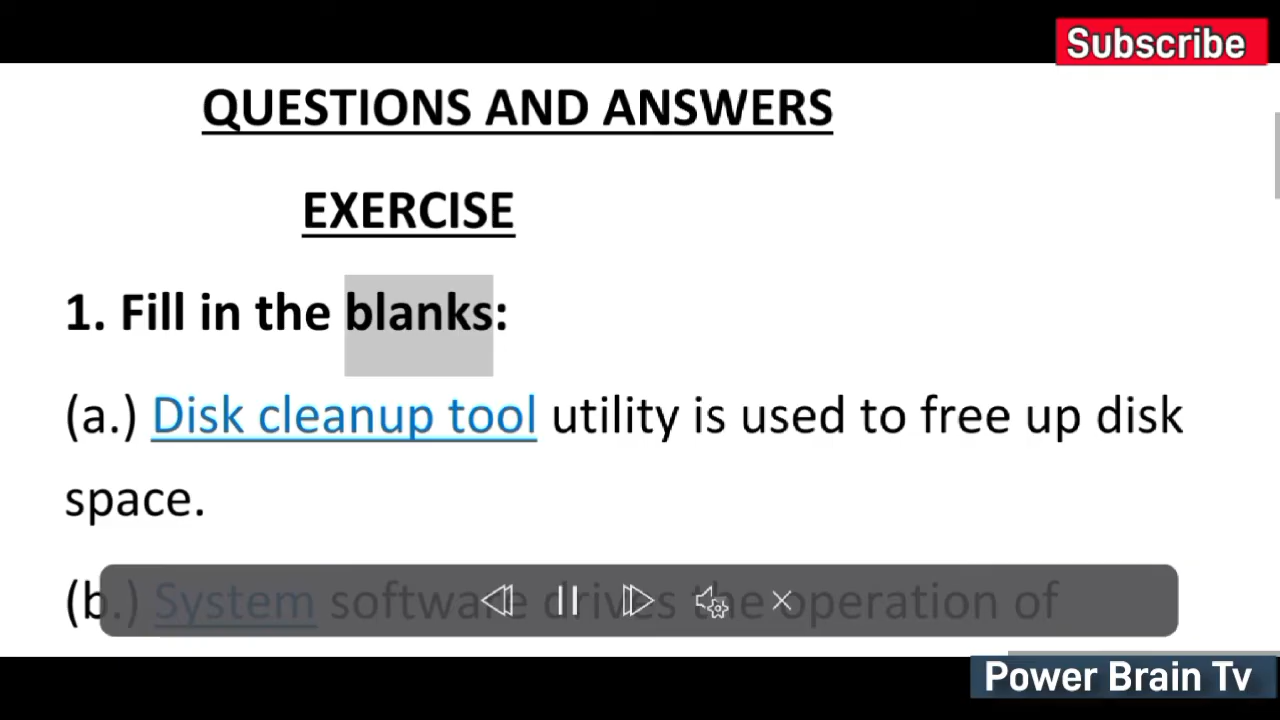 Subscribe
QUESTIONS AND ANSWERS
EXERCISE
1. Fill in the blanks:
(a.) Disk cleanup tool utility is used to free up disk
space.
(b.) System software drives the operation of
Power Brain Tv